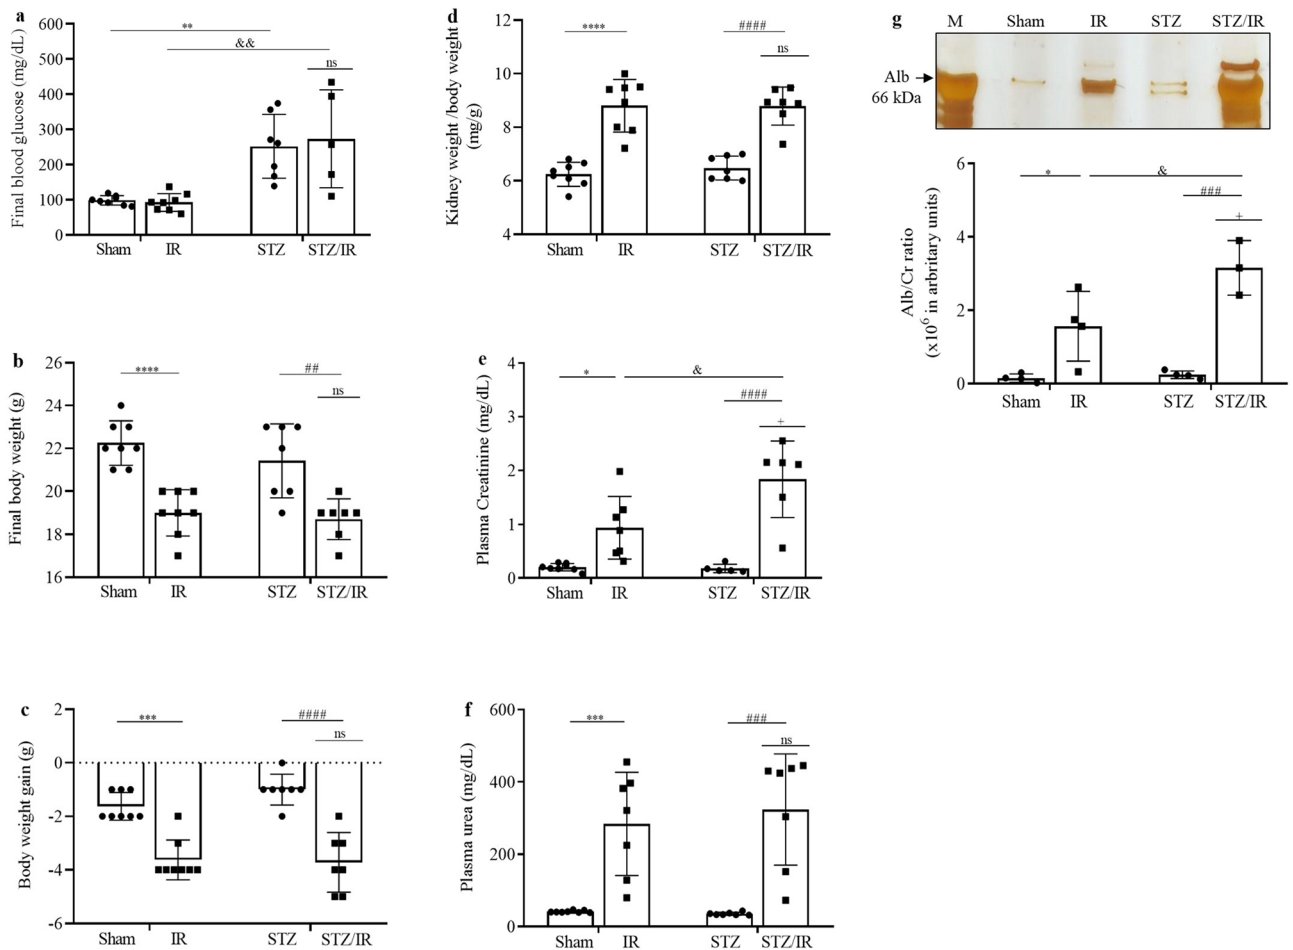 a
Final blood glucose (mg/dL)
600
500
400
300
200
100
0
**
&&
ns
Sham IR STZ STZ/IR
b
Final body weight (g)
26
24
22
20
18
16
****
##
ns
Sham IR STZ STZ/IR
c
Body weight gain (g)
2
0
-2
-4
-6
***
####
ns
Sham IR STZ STZ/IR
d
Kidney weight /body weight
(mg/g)
12
10
8
6
4
****
####
ns
Sham IR STZ STZ/IR
e
Plasma Creatinine (mg/dL)
4
3
2
1
0
*
&
####
+
Sham IR STZ STZ/IR
f
Plasma urea (mg/dL)
600
400
200
0
***
###
ns
Sham IR STZ STZ/IR
g
M Sham IR STZ STZ/IR
Alb
66 kDa
Alb/Cr ratio
(x10⁶ in arbritary units)
6
4
2
0
*
&
###
+
Sham IR STZ STZ/IR